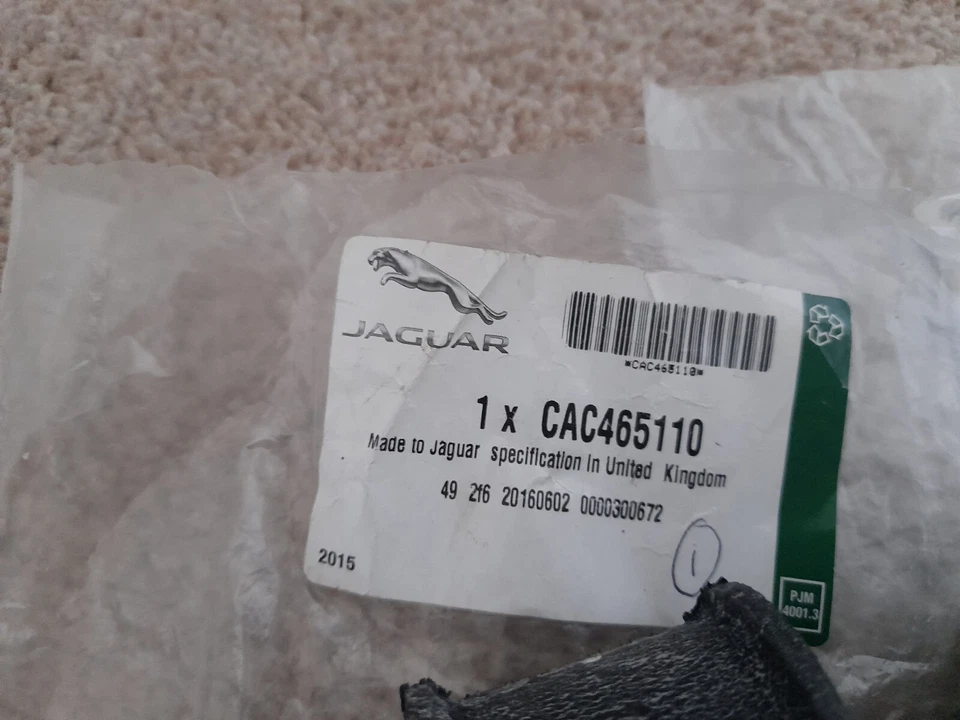 JAGUAR
*CAC465110*
1 x CAC465110
Made to Jaguar specification in United Kingdom
49 2f6 20160602 0000300672
1
2015
PJM
4001.3